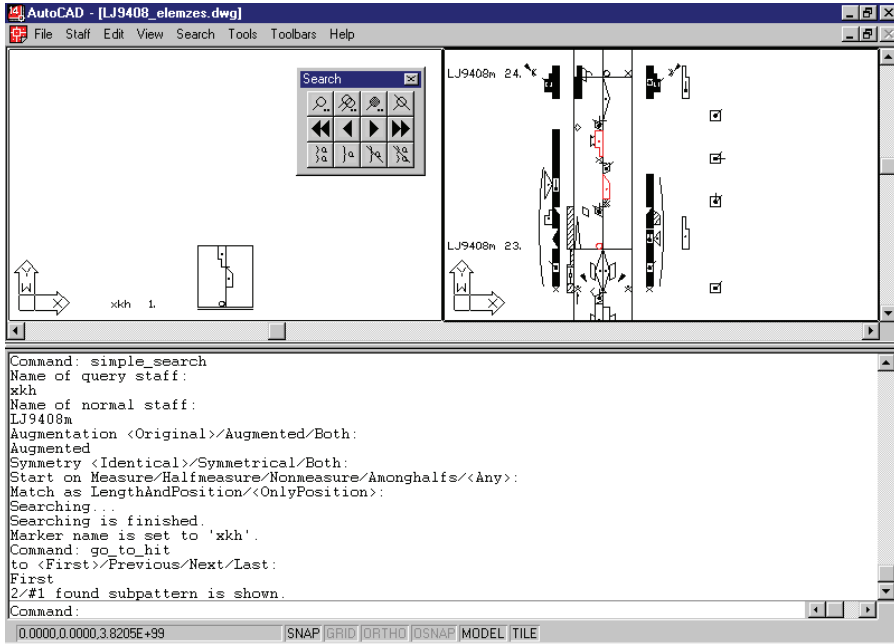 AutoCAD - [LJ9408_elemzes.dwg]
File Staff Edit View Search Tools Toolbars Help
Search
LJ9408m 24.
LJ9408m 23.
W
X
xkh 1.
W
X
Command: simple_search
Name of query staff:
xkh
Name of normal staff:
LJ9408m
Augmentation <Original>/Augmented/Both:
Augmented
Symmetry <Identical>/Symmetrical/Both:
Start on Measure/Halfmeasure/Nonmeasure/Amonghalfs/<Any>:
Match as LengthAndPosition/<OnlyPosition>:
Searching...
Searching is finished.
Marker name is set to 'xkh'.
Command: go_to_hit
to <First>/Previous/Next/Last:
First
2/#1 found subpattern is shown.
Command:
0.0000,0.0000,3.8205E+99 SNAP GRID ORTHO OSNAP MODEL TILE